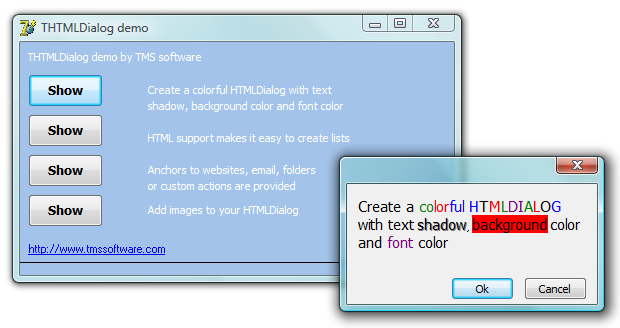 THTMLDialog demo
THTMLDialog demo by TMS software
Show
Create a colorful HTMLDialog with text
shadow, background color and font color
Show
HTML support makes it easy to create lists
Show
Anchors to websites, email, folders
or custom actions are provided
Show
Add images to your HTMLDialog
http://www.tmssoftware.com
Create a colorful HTMLDIALOG
with text shadow, background color
and font color
Ok
Cancel